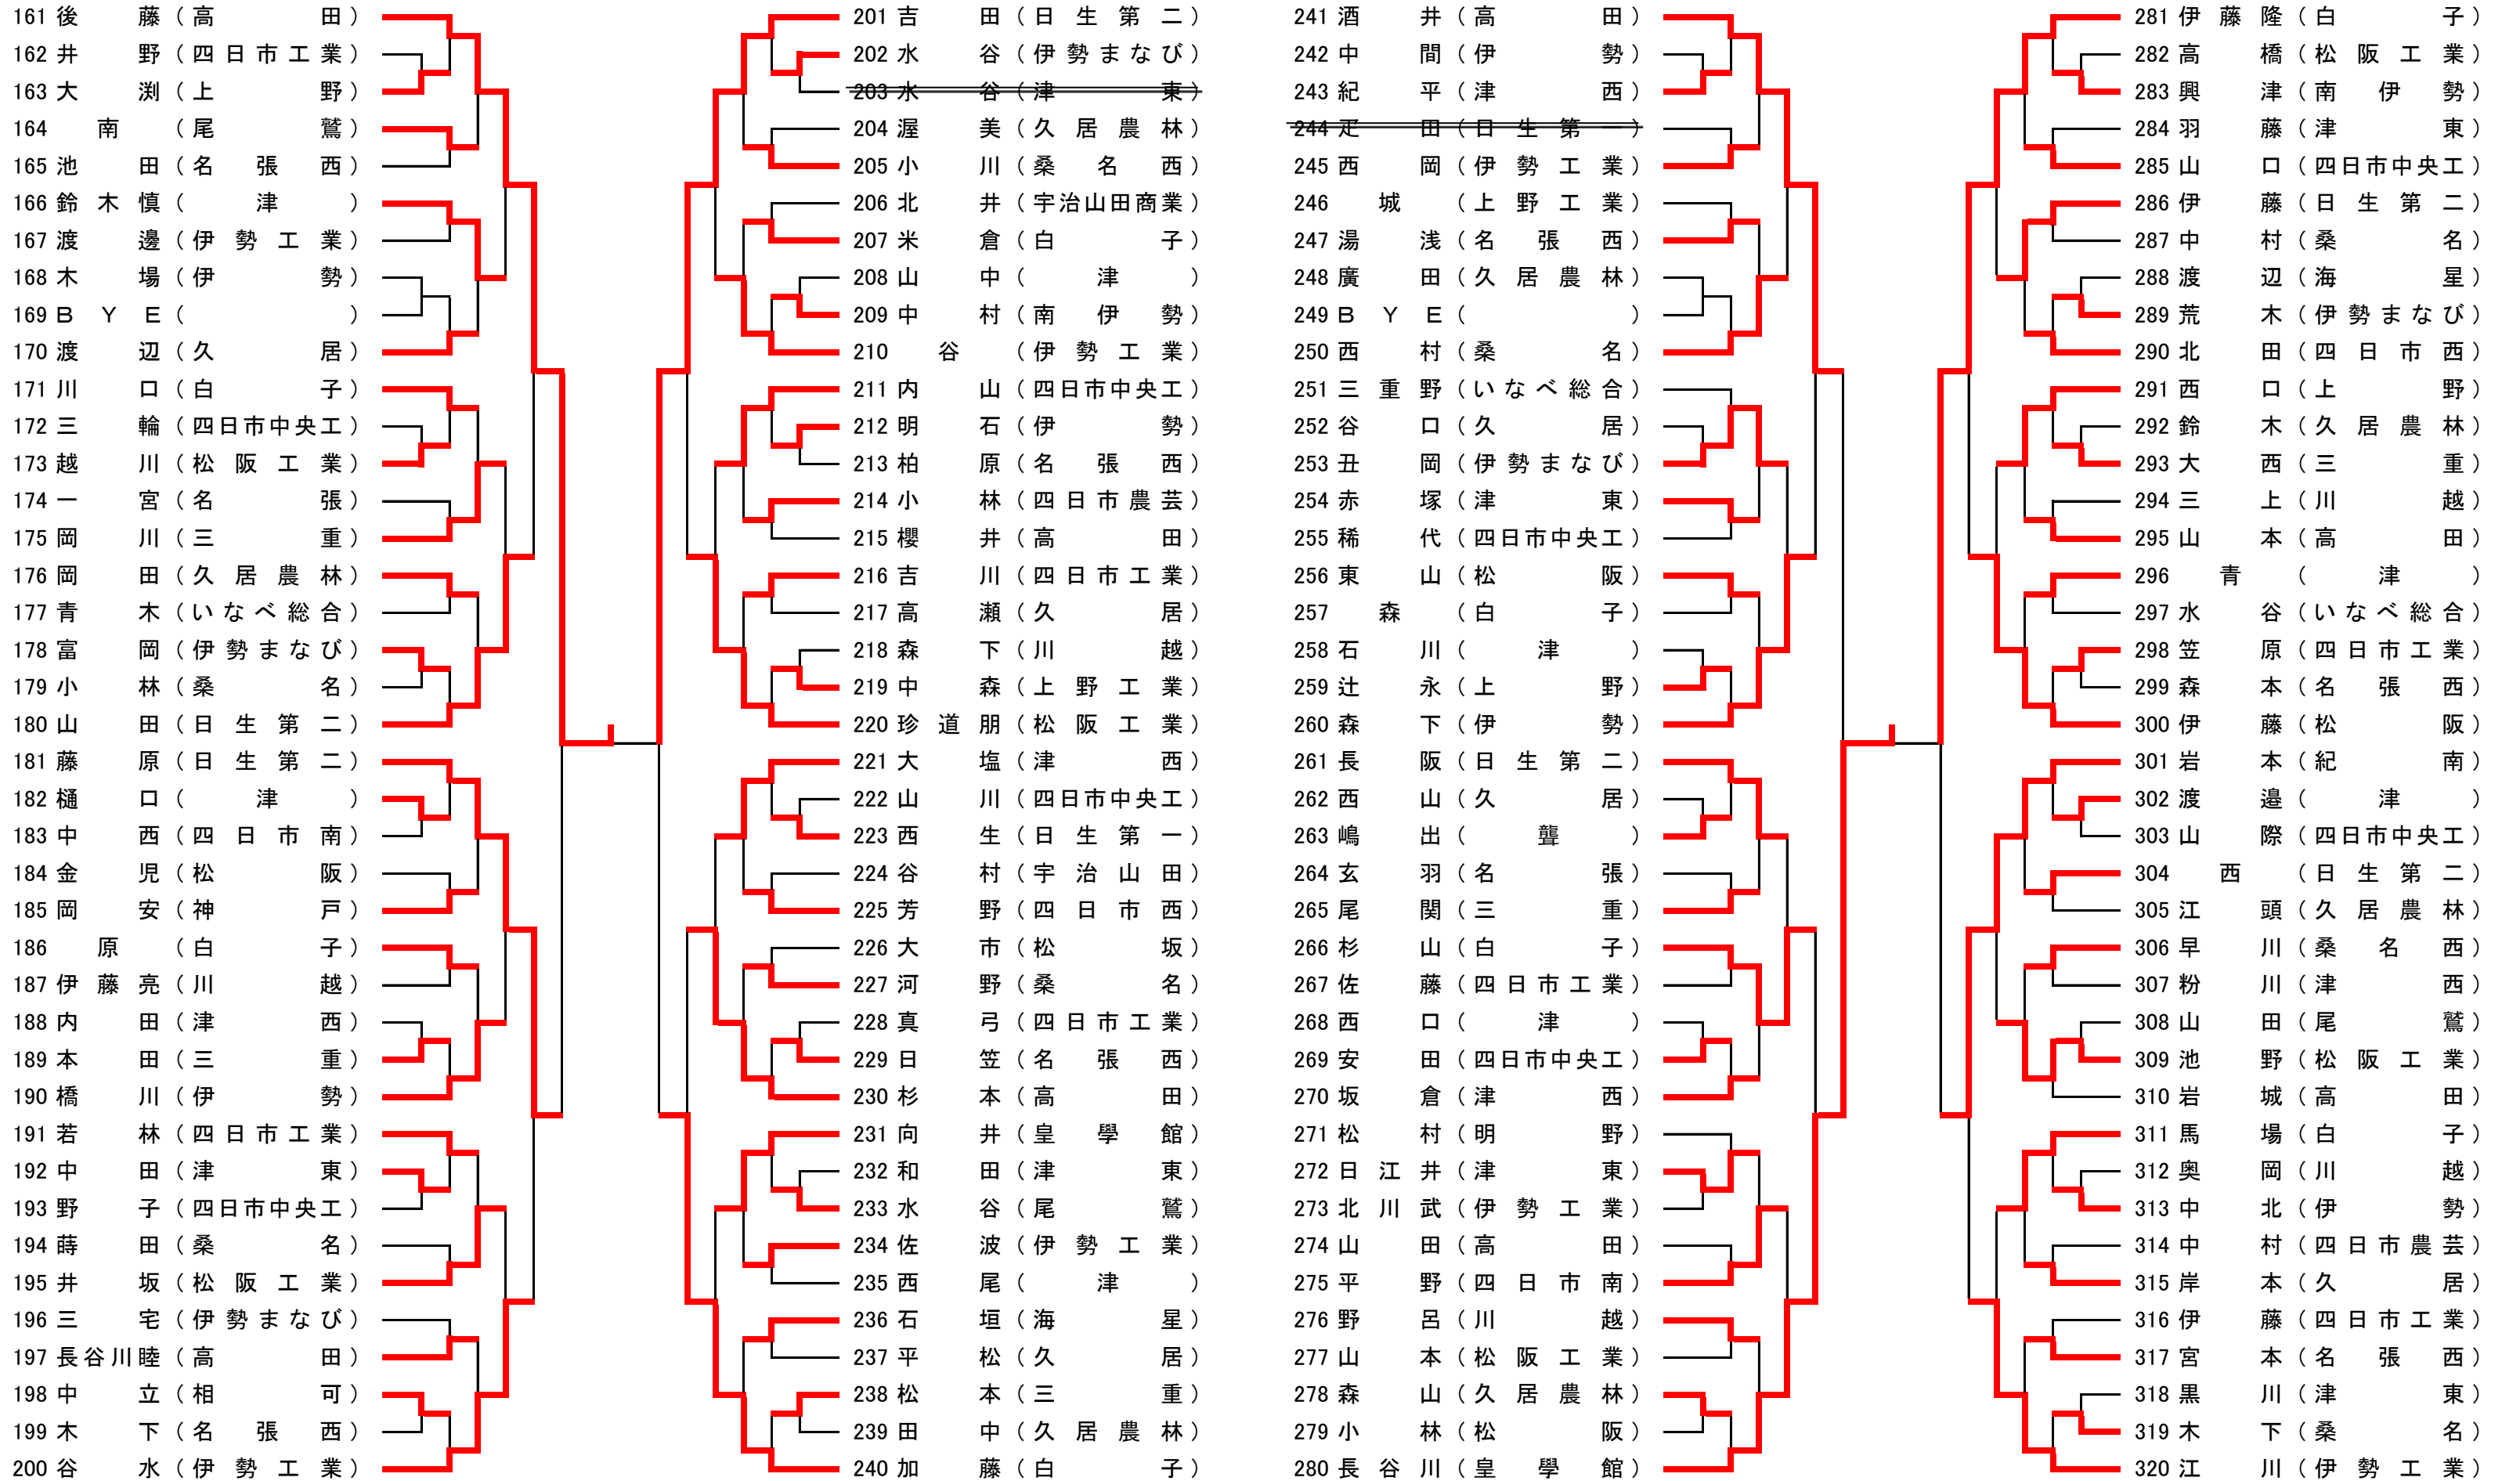 161 後藤（高田）
162 井野（四日市工業）
163 大渕（上野）
164 南（尾鷲）
165 池田（名張西）
166 鈴木慎（津）
167 渡邊（伊勢工業）
168 木場（伊勢）
169 ＢＹＥ（）
170 渡辺（久居）
171 川口（白子）
172 三輪（四日市中央工）
173 越川（松阪工業）
174 一宮（名張）
175 岡川（三重）
176 岡田（久居農林）
177 青木（いなべ総合）
178 富岡（伊勢まなび）
179 小林（桑名）
180 山田（日生第二）
181 藤原（日生第二）
182 樋口（津）
183 中西（四日市南）
184 金児（松阪）
185 岡安（神戸）
186 原（白子）
187 伊藤亮（川越）
188 内田（津西）
189 本田（三重）
190 橋川（伊勢）
191 若林（四日市工業）
192 中田（津東）
193 野子（四日市中央工）
194 蒔田（桑名）
195 井坂（松阪工業）
196 三宅（伊勢まなび）
197 長谷川睦（高田）
198 中立（相可）
199 木下（名張西）
200 谷水（伊勢工業）
201 吉田（日生第二）
202 水谷（伊勢まなび）
203 水谷（津東）
204 渥美（久居農林）
205 小川（桑名西）
206 北井（宇治山田商業）
207 米倉（白子）
208 山中（津）
209 中村（南伊勢）
210 谷（伊勢工業）
211 内山（四日市中央工）
212 明石（伊勢）
213 柏原（名張西）
214 小林（四日市農芸）
215 櫻井（高田）
216 吉川（四日市工業）
217 高瀬（久居）
218 森下（川越）
219 中森（上野工業）
220 珍道朋（松阪工業）
221 大塩（津西）
222 山川（四日市中央工）
223 西生（日生第一）
224 谷村（宇治山田）
225 芳野（四日市西）
226 大市（松坂）
227 河野（桑名）
228 真弓（四日市工業）
229 日笠（名張西）
230 杉本（高田）
231 向井（皇學館）
232 和田（津東）
233 水谷（尾鷲）
234 佐波（伊勢工業）
235 西尾（津）
236 石垣（海星）
237 平松（久居）
238 松本（三重）
239 田中（久居農林）
240 加藤（白子）
241 酒井（高田）
242 中間（伊勢）
243 紀平（津西）
244 疋田（日生第一）
245 西岡（伊勢工業）
246 城（上野工業）
247 湯浅（名張西）
248 廣田（久居農林）
249 ＢＹＥ（）
250 西村（桑名）
251 三重野（いなべ総合）
252 谷口（久居）
253 丑岡（伊勢まなび）
254 赤塚（津東）
255 稀代（四日市中央工）
256 東山（松阪）
257 森（白子）
258 石川（津）
259 辻永（上野）
260 森下（伊勢）
261 長阪（日生第二）
262 西山（久居）
263 嶋出（聾）
264 玄羽（名張）
265 尾関（三重）
266 杉山（白子）
267 佐藤（四日市工業）
268 西口（津）
269 安田（四日市中央工）
270 坂倉（津西）
271 松村（明野）
272 日江井（津東）
273 北川武（伊勢工業）
274 山田（高田）
275 平野（四日市南）
276 野呂（川越）
277 山本（松阪工業）
278 森山（久居農林）
279 小林（松阪）
280 長谷川（皇學館）
281 伊藤隆（白子）
282 高橋（松阪工業）
283 興津（南伊勢）
284 羽藤（津東）
285 山口（四日市中央工）
286 伊藤（日生第二）
287 中村（桑名）
288 渡辺（海星）
289 荒木（伊勢まなび）
290 北田（四日市西）
291 西口（上野）
292 鈴木（久居農林）
293 大西（三重）
294 三上（川越）
295 山本（高田）
296 青（津）
297 水谷（いなべ総合）
298 笠原（四日市工業）
299 森本（名張西）
300 伊藤（松阪）
301 岩本（紀南）
302 渡邉（津）
303 山際（四日市中央工）
304 西（日生第二）
305 江頭（久居農林）
306 早川（桑名西）
307 粉川（津西）
308 山田（尾鷲）
309 池野（松阪工業）
310 岩城（高田）
311 馬場（白子）
312 奥岡（川越）
313 中北（伊勢）
314 中村（四日市農芸）
315 岸本（久居）
316 伊藤（四日市工業）
317 宮本（名張西）
318 黒川（津東）
319 木下（桑名）
320 江川（伊勢工業）